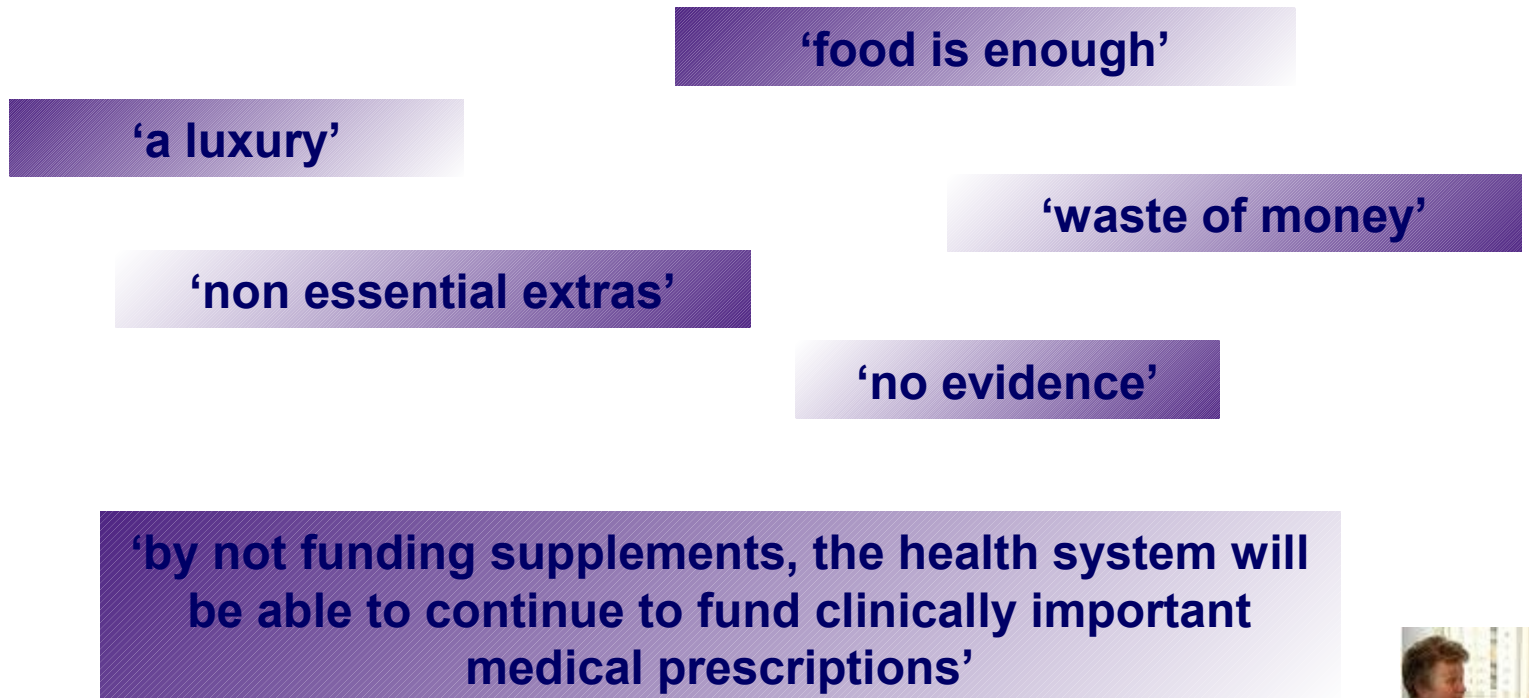 ‘food is enough’
‘a luxury’
‘waste of money’
‘non essential extras’
‘no evidence’
‘by not funding supplements, the health system will
be able to continue to fund clinically important
medical prescriptions’